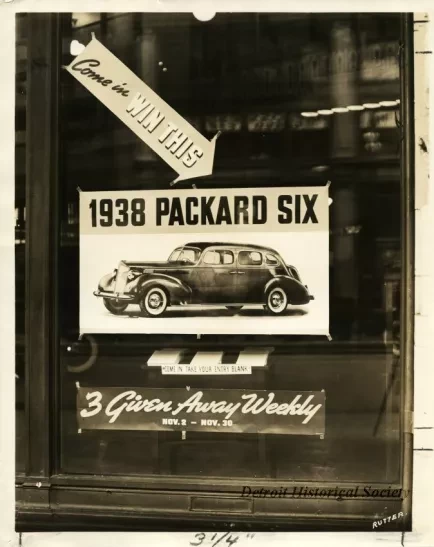 Come in
WIN THIS
1938 PACKARD SIX
COME IN TAKE YOUR ENTRY BLANK
3 Given Away Weekly
NOV. 2 — NOV. 30
Detroit Historical Society
RUTTER
3 1/4"